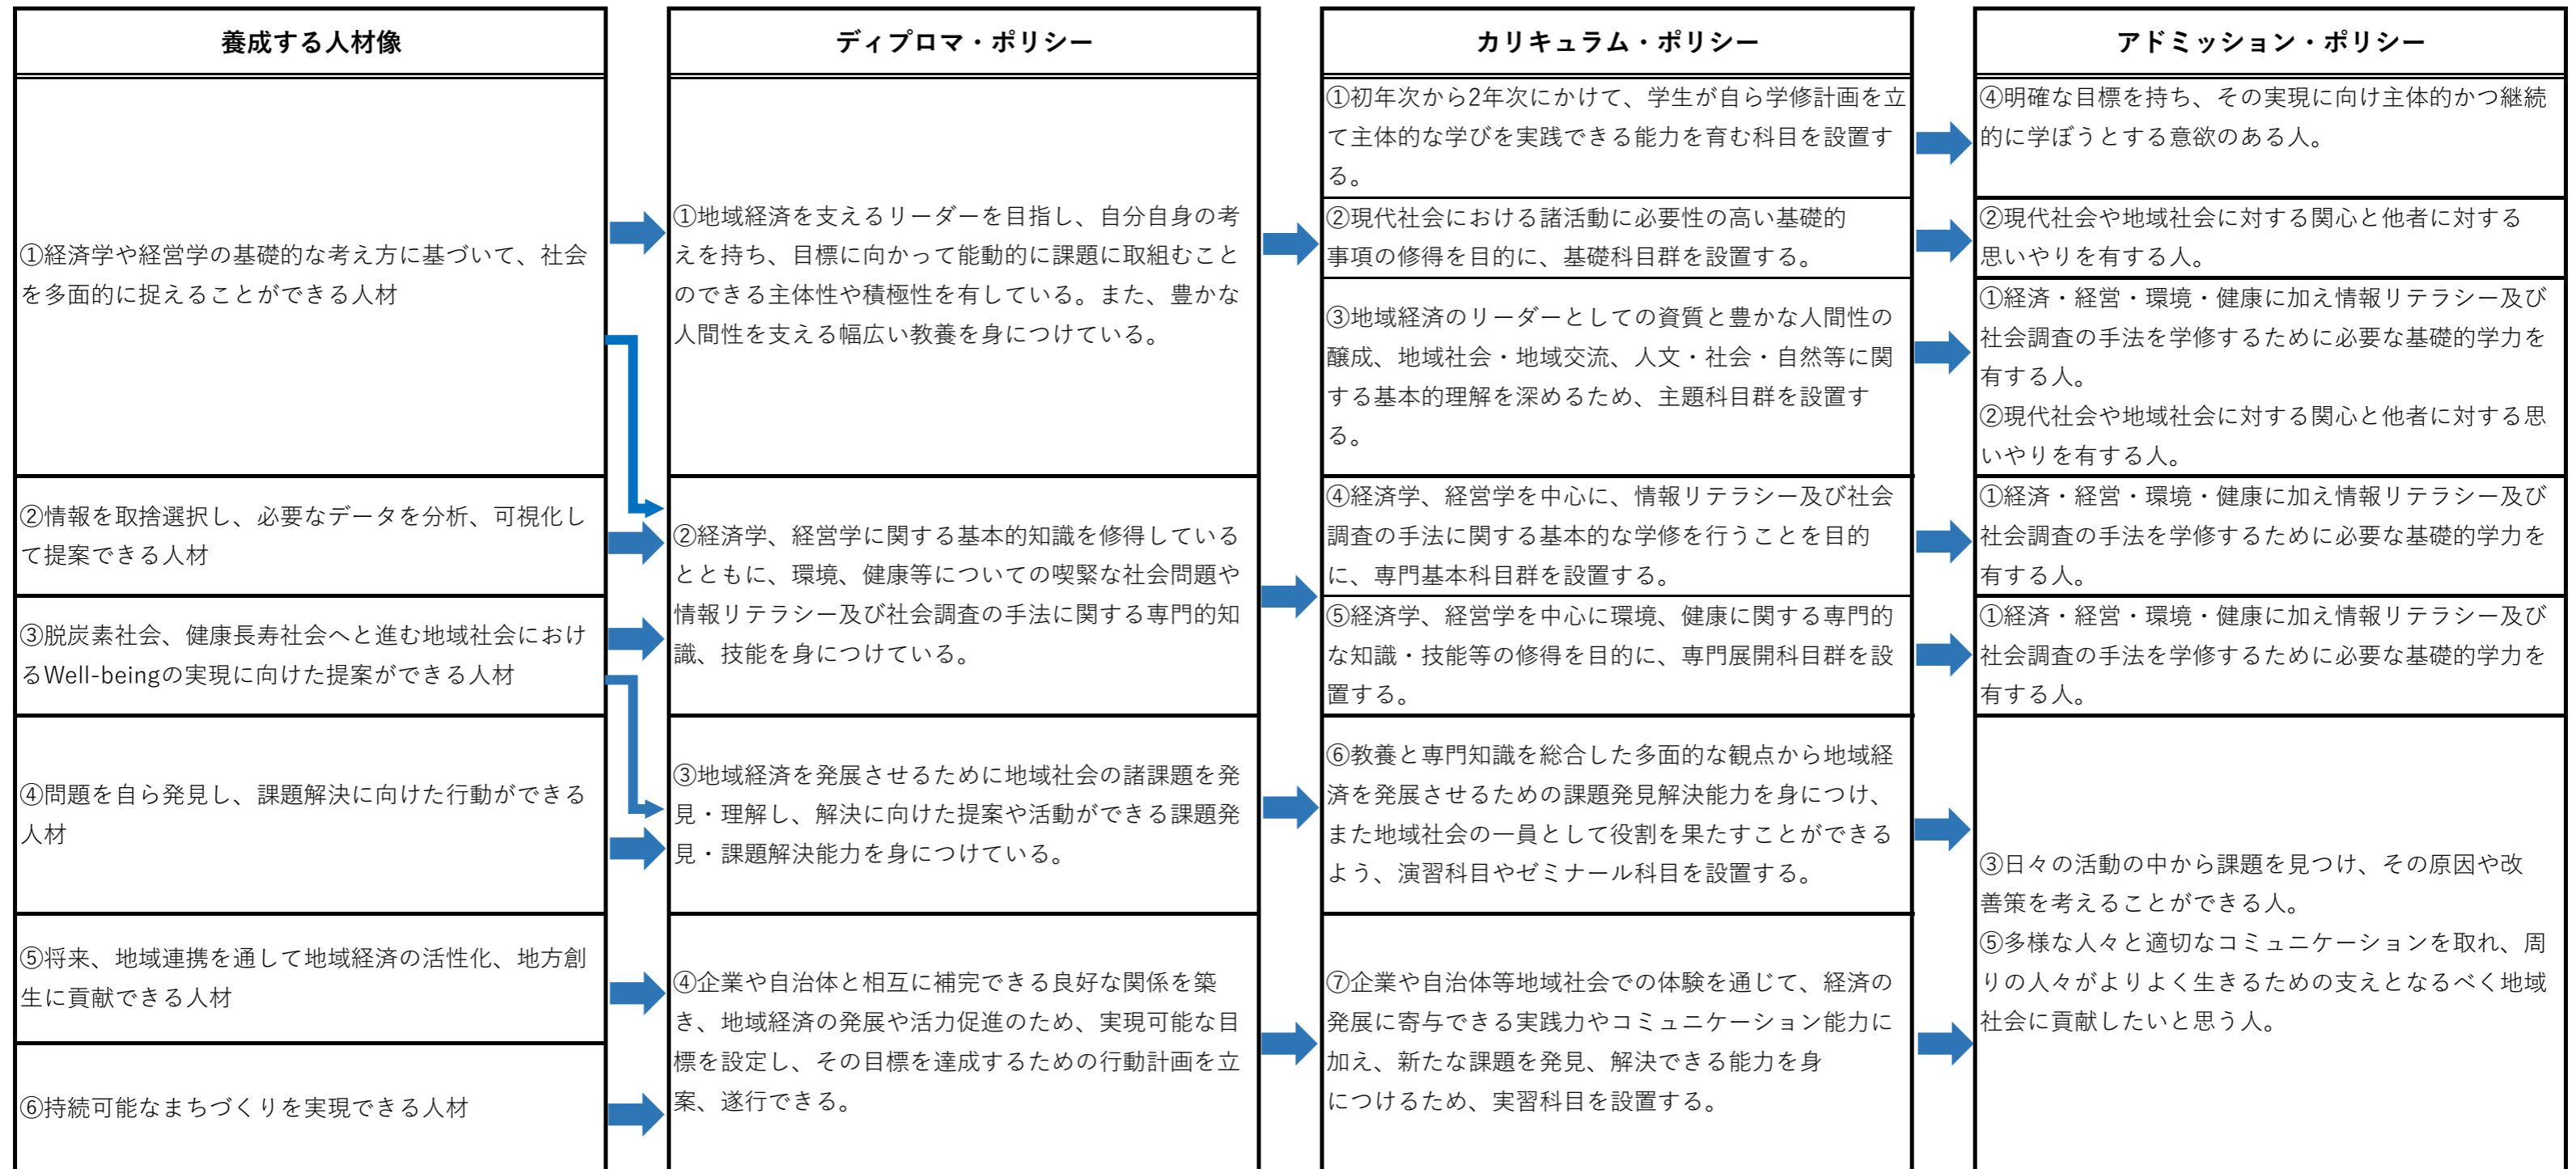 養成する人材像
①経済学や経営学の基礎的な考え方に基づいて、社会
を多面的に捉えることができる人材
②情報を取捨選択し、必要なデータを分析、可視化し
て提案できる人材
③脱炭素社会、健康長寿社会へと進む地域社会におけ
るWell-beingの実現に向けた提案ができる人材
④問題を自ら発見し、課題解決に向けた行動ができる
人材
⑤将来、地域連携を通して地域経済の活性化、地方創
生に貢献できる人材
⑥持続可能なまちづくりを実現できる人材
ディプロマ・ポリシー
①地域経済を支えるリーダーを目指し、自分自身の考
えを持ち、目標に向かって能動的に課題に取組むこと
のできる主体性や積極性を有している。また、豊かな
人間性を支える幅広い教養を身につけている。
②経済学、経営学に関する基本的知識を修得している
とともに、環境、健康等についての喫緊な社会問題や
情報リテラシー及び社会調査の手法に関する専門的知
識、技能を身につけている。
③地域経済を発展させるために地域社会の諸課題を発
見・理解し、解決に向けた提案や活動ができる課題発
見・課題解決能力を身につけている。
④企業や自治体と相互に補完できる良好な関係を築
き、地域経済の発展や活力促進のため、実現可能な目
標を設定し、その目標を達成するための行動計画を立
案、遂行できる。
カリキュラム・ポリシー
①初年次から2年次にかけて、学生が自ら学修計画を立
て主体的な学びを実践できる能力を育む科目を設置す
る。
②現代社会における諸活動に必要性の高い基礎的
事項の修得を目的に、基礎科目群を設置する。
③地域経済のリーダーとしての資質と豊かな人間性の
醸成、地域社会・地域交流、人文・社会・自然等に関
する基本的理解を深めるため、主題科目群を設置す
る。
④経済学、経営学を中心に、情報リテラシー及び社会
調査の手法に関する基本的な学修を行うことを目的
に、専門基本科目群を設置する。
⑤経済学、経営学を中心に環境、健康に関する専門的
な知識・技能等の修得を目的に、専門展開科目群を設
置する。
⑥教養と専門知識を総合した多面的な観点から地域経
済を発展させるための課題発見解決能力を身につけ、
また地域社会の一員として役割を果たすことができる
よう、演習科目やゼミナール科目を設置する。
⑦企業や自治体等地域社会での体験を通じて、経済の
発展に寄与できる実践力やコミュニケーション能力に
加え、新たな課題を発見、解決できる能力を身
につけるため、実習科目を設置する。
アドミッション・ポリシー
④明確な目標を持ち、その実現に向け主体的かつ継続
的に学ぼうとする意欲のある人。
②現代社会や地域社会に対する関心と他者に対する
思いやりを有する人。
①経済・経営・環境・健康に加え情報リテラシー及び
社会調査の手法を学修するために必要な基礎的学力を
有する人。
②現代社会や地域社会に対する関心と他者に対する思
いやりを有する人。
①経済・経営・環境・健康に加え情報リテラシー及び
社会調査の手法を学修するために必要な基礎的学力を
有する人。
①経済・経営・環境・健康に加え情報リテラシー及び
社会調査の手法を学修するために必要な基礎的学力を
有する人。
③日々の活動の中から課題を見つけ、その原因や改
善策を考えることができる人。
⑤多様な人々と適切なコミュニケーションを取れ、周
りの人々がよりよく生きるための支えとなるべく地域
社会に貢献したいと思う人。